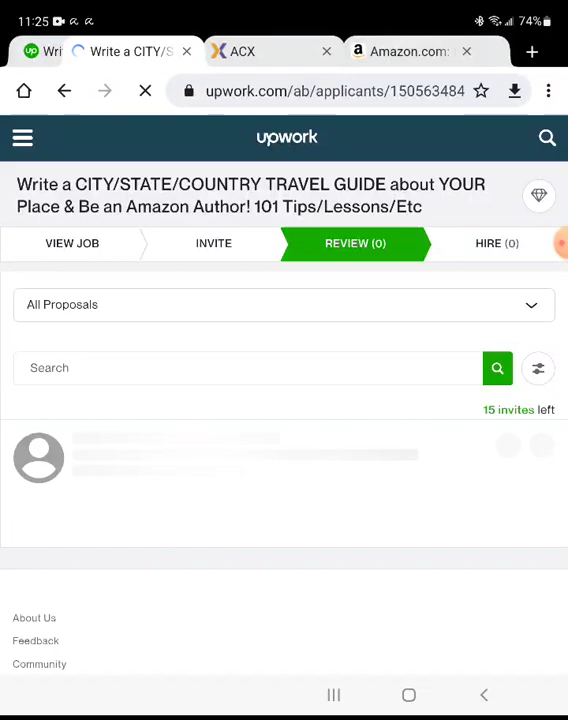 11:25
74%
Wri
Write a CITY/S
ACX
Amazon.com:
upwork.com/ab/applicants/150563484
upwork
Write a CITY/STATE/COUNTRY TRAVEL GUIDE about YOUR
Place & Be an Amazon Author! 101 Tips/Lessons/Etc
VIEW JOB
INVITE
REVIEW (0)
HIRE (0)
All Proposals
Search
15 invites left
About Us
Feedback
Community